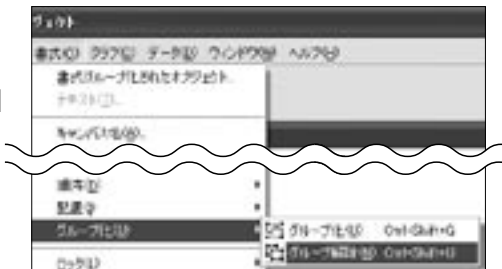 書式(O) グラフ(G) データ(D) ウィンドウ(W) ヘルプ(H)
書式グループ化されたオブジェクト...
テキスト(T)...
順序(D)
配置
グループ化(U)
グループ化(U) Ctrl+Shift+G
グループ解除(N) Ctrl+Shift+U
ロック(L)